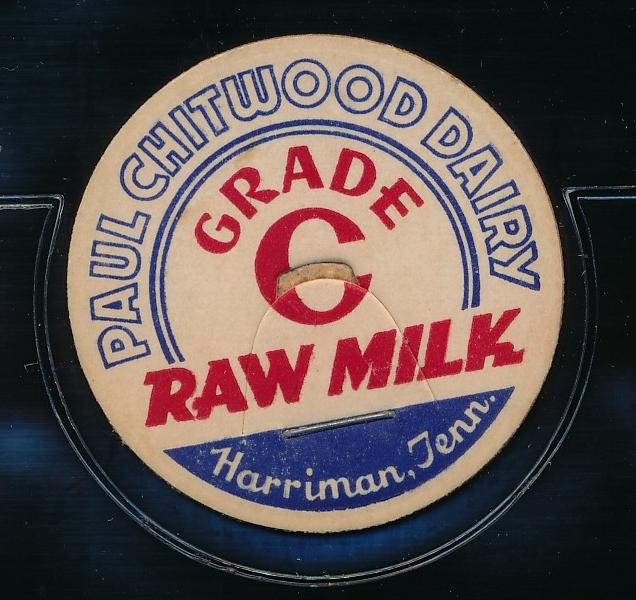 PAUL CHITWOOD DAIRY
GRADE
C
RAW MILK
Harriman, Tenn.